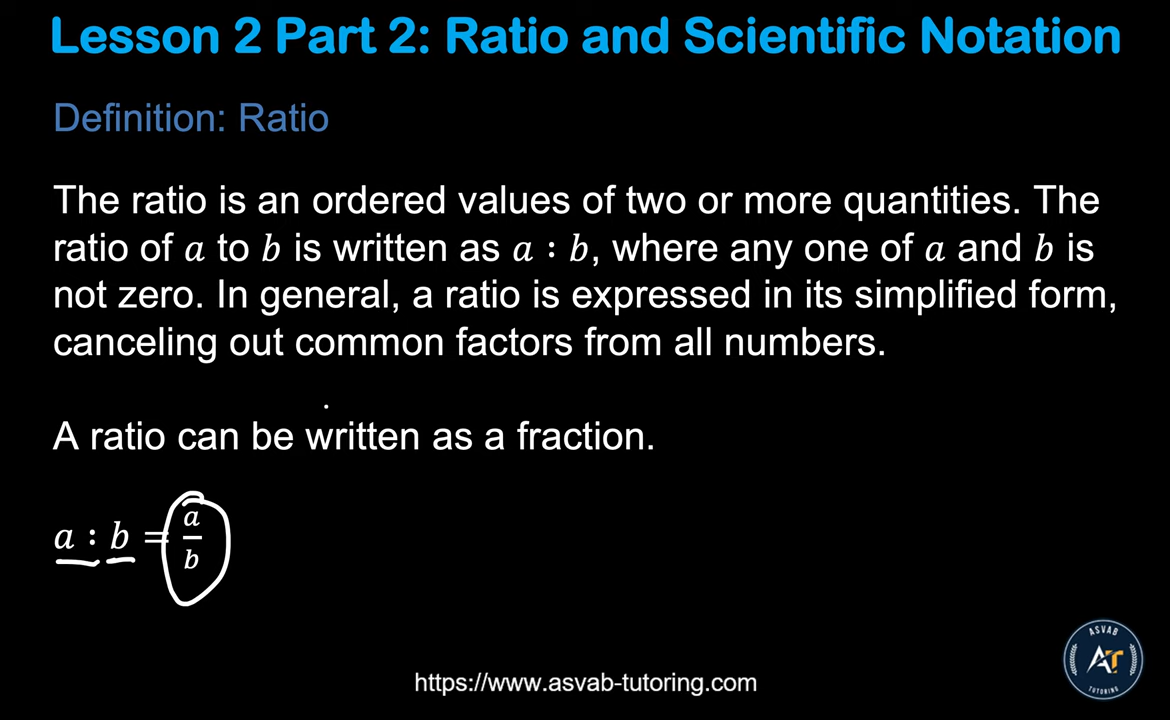 Lesson 2 Part 2: Ratio and Scientific Notation
Definition: Ratio
The ratio is an ordered values of two or more quantities. The
ratio of a to b is written as a : b, where any one of a and b is
not zero. In general, a ratio is expressed in its simplified form,
canceling out common factors from all numbers.
A ratio can be written as a fraction.
a : b = a/b
ASVAB
AT
TUTORING
https://www.asvab-tutoring.com